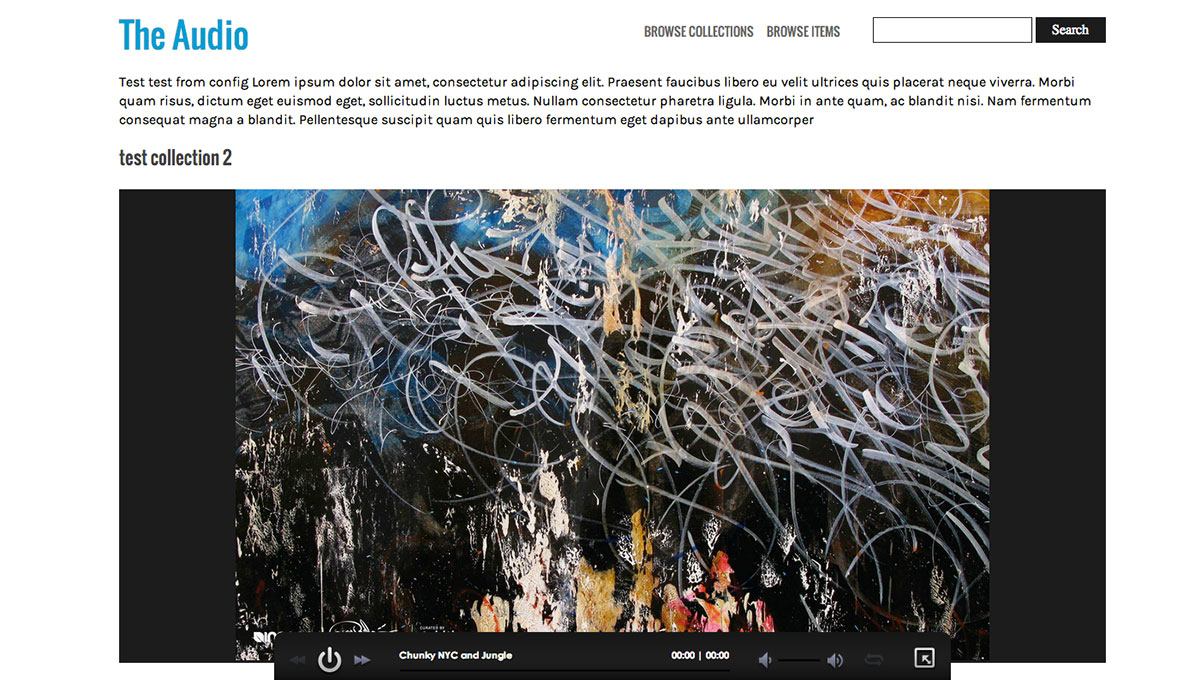 The Audio
BROWSE COLLECTIONS BROWSE ITEMS
Search
Test test from config Lorem ipsum dolor sit amet, consectetur adipiscing elit. Praesent faucibus libero eu velit ultrices quis placerat neque viverra. Morbi
quam risus, dictum eget euismod eget, sollicitudin luctus metus. Nullam consectetur pharetra ligula. Morbi in ante quam, ac blandit nisi. Nam fermentum
consequat magna a blandit. Pellentesque suscipit quam quis libero fermentum eget dapibus ante ullamcorper
test collection 2
CURATED BY
Chunky NYC and Jungle
00:00 | 00:00